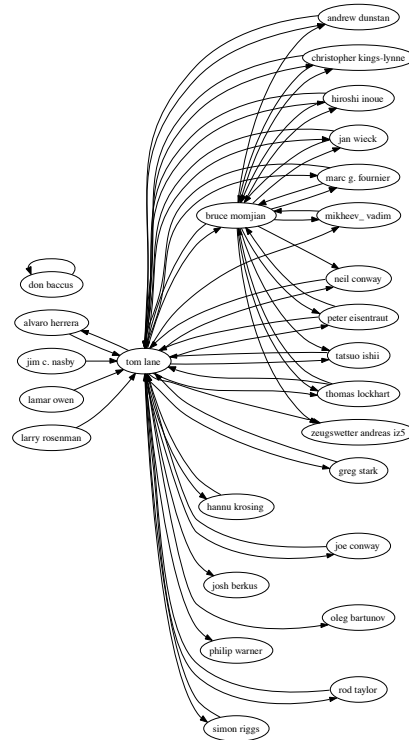 andrew dunstan
christopher kings-lynne
hiroshi inoue
jan wieck
marc g. fournier
bruce momjian
mikheev_ vadim
neil conway
don baccus
peter eisentraut
alvaro herrera
tatsuo ishii
jim c. nasby
tom lane
thomas lockhart
lamar owen
zeugswetter andreas iz5
larry rosenman
greg stark
hannu krosing
joe conway
josh berkus
oleg bartunov
philip warner
rod taylor
simon riggs